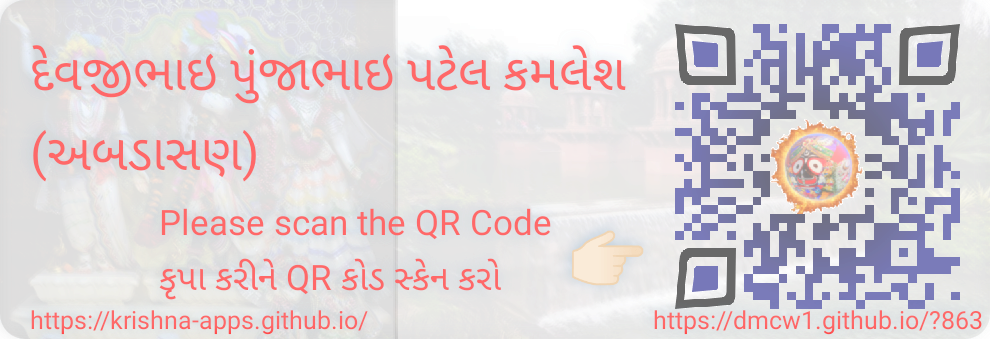 દેવજીભાઇ પુંજાભાઇ પટેલ કમલેશ
(અબડાસણ)
Please scan the QR Code
કૃપા કરીને QR કોડ સ્કેન કરો
https://krishna-apps.github.io/
https://dmcw1.github.io/?863